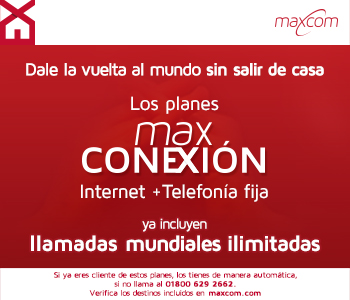 maxcom
Dale la vuelta al mundo sin salir de casa
Los planes
max
CONEXIÓN
Internet +Telefonía fija
ya incluyen
llamadas mundiales ilimitadas
Si ya eres cliente de estos planes, los tienes de manera automática,
si no llama al 01800 629 2662.
Verifica los destinos incluidos en maxcom.com